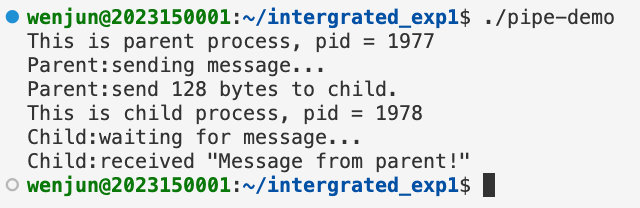 wenjun@2023150001:~/intergrated_exp1$ ./pipe-demo
This is parent process, pid = 1977
Parent:sending message...
Parent:send 128 bytes to child.
This is child process, pid = 1978
Child:waiting for message...
Child:received "Message from parent!"
wenjun@2023150001:~/intergrated_exp1$